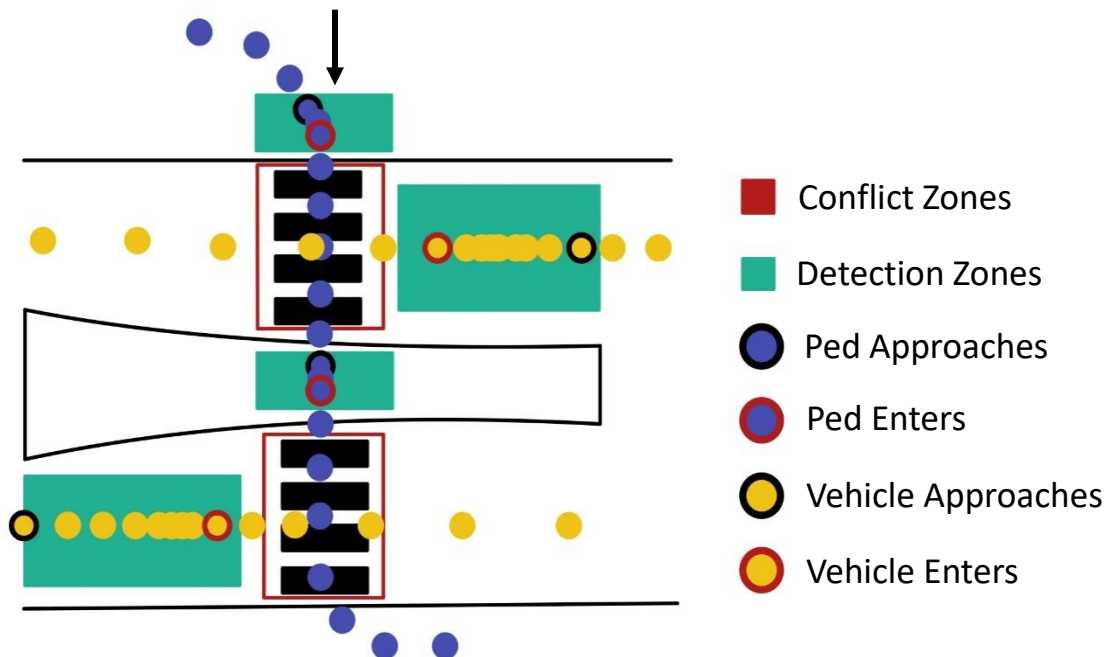 Conflict Zones
Detection Zones
Ped Approaches
Ped Enters
Vehicle Approaches
Vehicle Enters